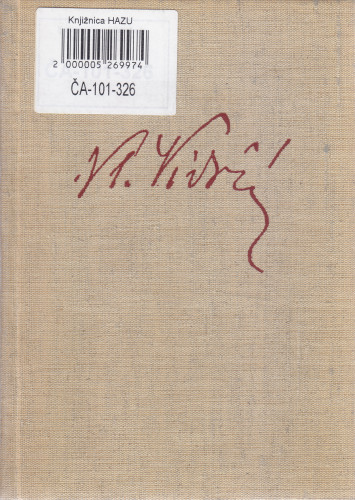 Knjižnica HAZU
2 000005 269974
ČA-101-326
Vl. Vidrić